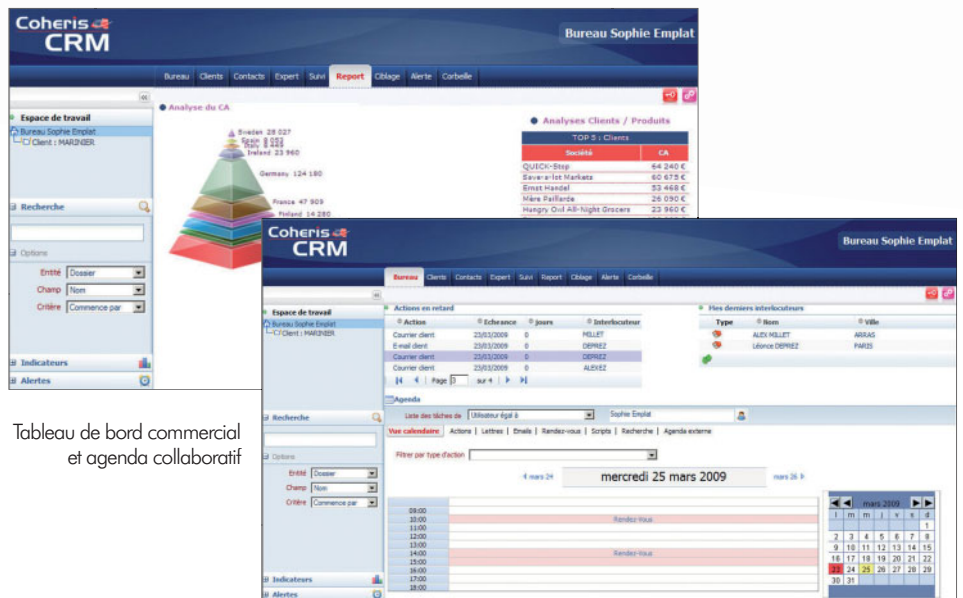 Coheris
CRM
Bureau Sophie Emplat
Bureau Clients Contacts Expert Suivi Report Ciblage Alerte Corbeille
Espace de travail
Bureau Sophie Emplat
Client : MARINIER
Recherche
Options
Entité Dossier
Champ Nom
Critère Commence par
Indicateurs
Alertes
Analyse du CA
Sweden 28 027
Ireland 23 960
Germany 124 180
France 47 909
Finland 14 280
Analyses Clients / Produits
TOP 5 : Clients
Société CA
QUICK-Stop 64 240 €
Save-a-lot Markets 60 675 €
Ernst Handel 53 468 €
Mère Paillarde 26 090 €
Hungry Owl All-Night Grocers 23 960 €
Tableau de bord commercial
et agenda collaboratif
Coheris
CRM
Bureau Sophie Emplat
Bureau Clients Contacts Expert Suivi Report Ciblage Alerte Corbeille
Espace de travail
Bureau Sophie Emplat
Client : MARINIER
Recherche
Options
Entité Dossier
Champ Nom
Critère Commence par
Indicateurs
Alertes
Actions en retard
Action Echeance jours Interlocuteur
Courrier client 23/03/2009 0 MILLET
E-mail client 23/03/2009 0 DEPREZ
Courrier client 23/03/2009 0 DEPREZ
Courrier client 23/03/2009 0 ALEXEZ
Page 3 sur 4
Mes derniers interlocuteurs
Type Nom Ville
ALEX MILLET ARRAS
Léonce DEPREZ PARIS
Agenda
Liste des tâches de Utilisateur égal à Sophie Emplat
Vue calendaire Actions | Lettres | Emails | Rendez-vous | Scripts | Recherche | Agenda externe
Filtrer par type d'action
mars 24 mercredi 25 mars 2009 mars 26
09:00
10:00 Rendez-Vous
11:00
12:00
13:00
14:00 Rendez-Vous
15:00
16:00
17:00
18:00
mars 2009
l m m j v s d
1
2 3 4 5 6 7 8
9 10 11 12 13 14 15
16 17 18 19 20 21 22
23 24 25 26 27 28 29
30 31